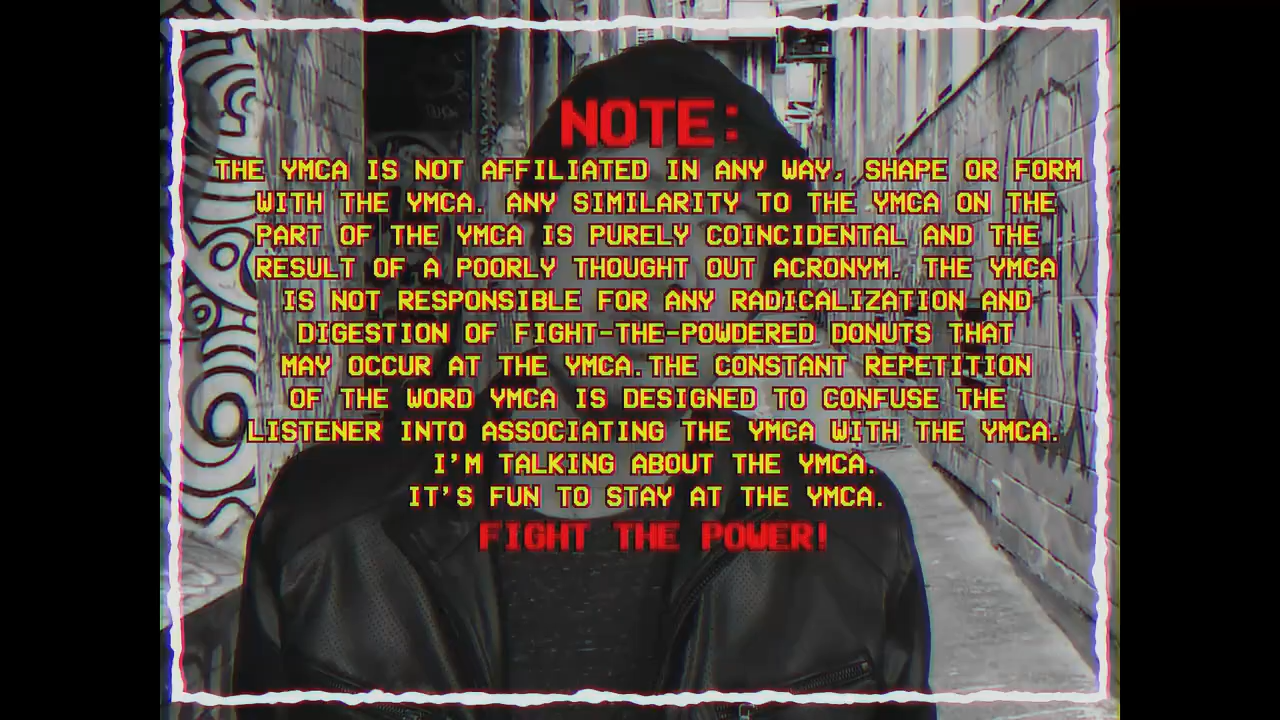 NOTE:
THE YMCA IS NOT AFFILIATED IN ANY WAY, SHAPE OR FORM
WITH THE YMCA. ANY SIMILARITY TO THE YMCA ON THE
PART OF THE YMCA IS PURELY COINCIDENTAL AND THE
RESULT OF A POORLY THOUGHT OUT ACRONYM. THE YMCA
IS NOT RESPONSIBLE FOR ANY RADICALIZATION AND
DIGESTION OF FIGHT-THE-POWDERED DONUTS THAT
MAY OCCUR AT THE YMCA.THE CONSTANT REPETITION
OF THE WORD YMCA IS DESIGNED TO CONFUSE THE
LISTENER INTO ASSOCIATING THE YMCA WITH THE YMCA.
I'M TALKING ABOUT THE YMCA.
IT'S FUN TO STAY AT THE YMCA.
FIGHT THE POWER!